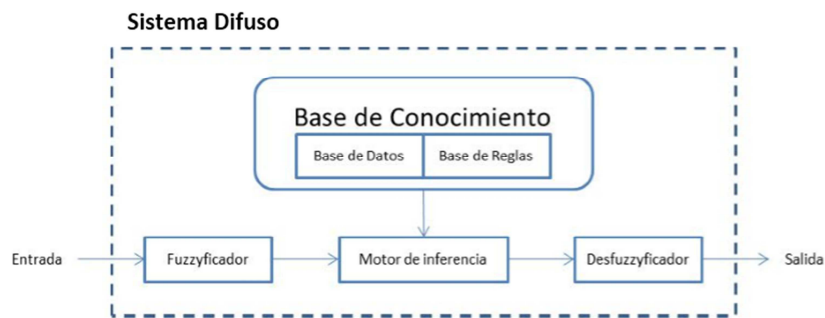 Sistema Difuso
Base de Conocimiento
Base de Datos
Base de Reglas
Entrada
Fuzzyficador
Motor de inferencia
Desfuzzyficador
Salida